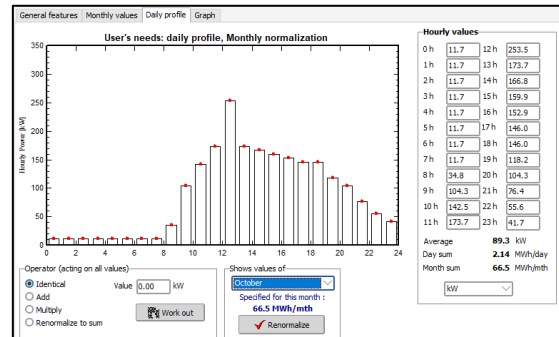 General features Monthly values Daily profile Graph
User's needs: daily profile, Monthly normalization
Hourly Power [kW]
350
300
250
200
150
100
50
0
0 2 4 6 8 10 12 14 16 18 20 22 24
Hourly values
0 h 11.7 12 h 253.5
1 h 11.7 13 h 173.7
2 h 11.7 14 h 166.8
3 h 11.7 15 h 159.9
4 h 11.7 16 h 152.9
5 h 11.7 17 h 146.0
6 h 11.7 18 h 146.0
7 h 11.7 19 h 118.2
8 h 34.8 20 h 104.3
9 h 104.3 21 h 76.4
10 h 142.5 22 h 55.6
11 h 173.7 23 h 41.7
Average 89.3 kW
Day sum 2.14 MWh/day
Month sum 66.5 MWh/mth
kW
Operator (acting on all values)
Identical
Add
Multiply
Renormalize to sum
Value 0.00 kW
Work out
Shows values of
October
Specified for this month :
66.5 MWh/mth
Renormalize